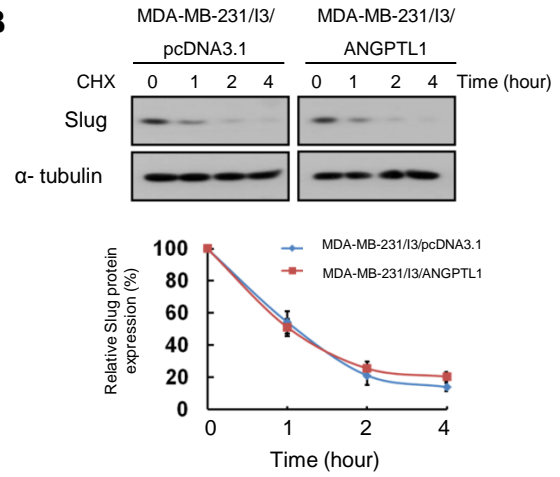 B
MDA-MB-231/I3/ MDA-MB-231/I3/
pcDNA3.1 ANGPTL1
CHX 0 1 2 4 0 1 2 4 Time (hour)
Slug
α- tubulin
Relative Slug protein
expression (%)
100
80
60
40
20
0
MDA-MB-231/I3/pcDNA3.1
MDA-MB-231/I3/ANGPTL1
0 1 2 4
Time (hour)